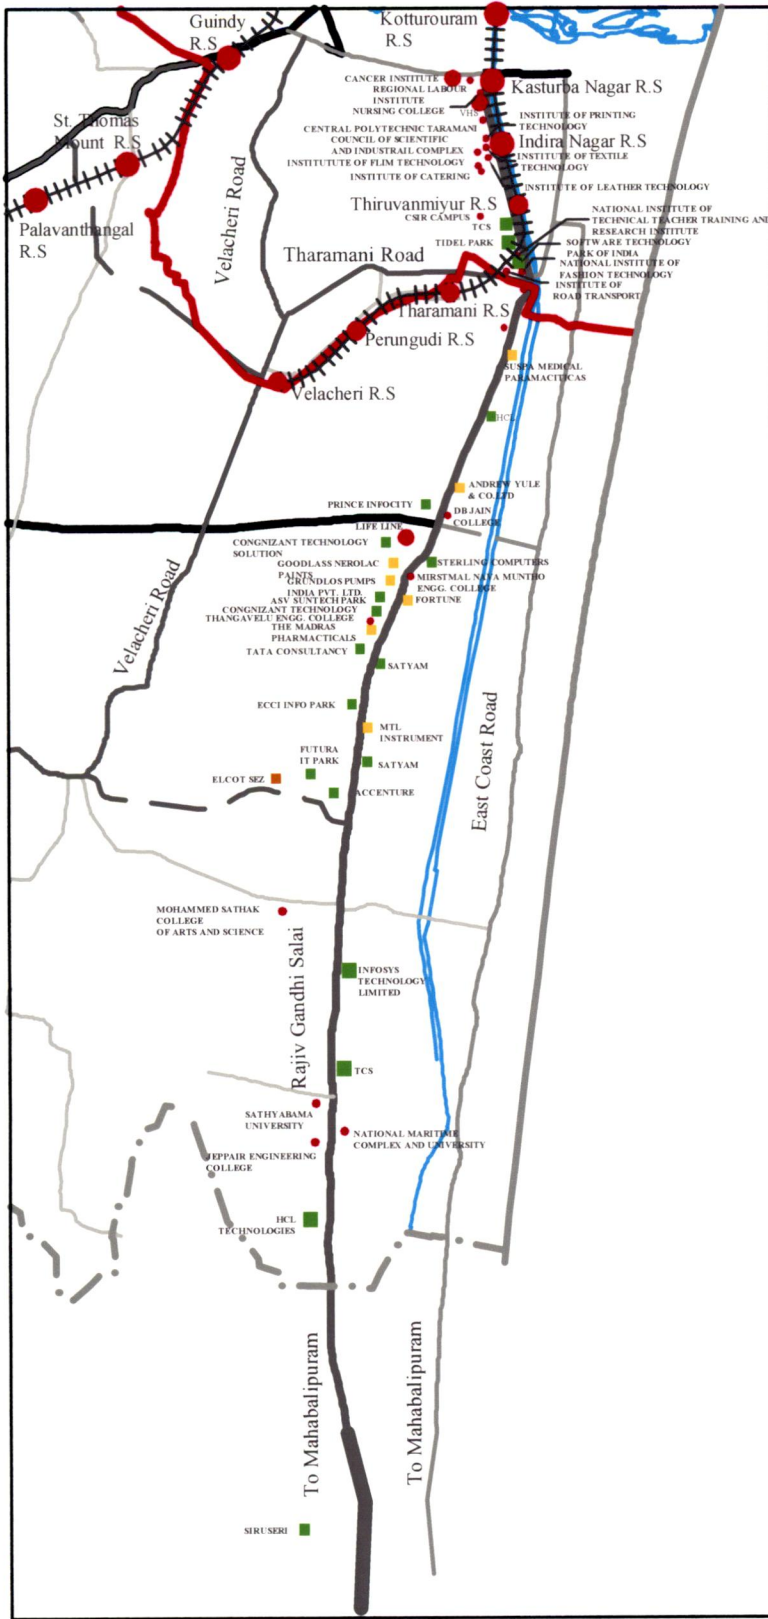 Guindy
R.S
Kotturouram
R.S
CANCER INSTITUTE
REGIONAL LABOUR
INSTITUTE
NURSING COLLEGE
VHS
Kasturba Nagar R.S
St. Thomas
Mount R.S
INSTITUTE OF PRINTING
TECHNOLOGY
CENTRAL POLYTECHNIC TARAMANI
COUNCIL OF SCIENTIFIC
AND INDUSTRAIL COMPLEX
INSTITUTUTE OF FLIM TECHNOLOGY
INSTITUTE OF CATERING
Indira Nagar R.S
INSTITUTE OF TEXTILE
TECHNOLOGY
INSTITUTE OF LEATHER TECHNOLOGY
Palavanthangal
R.S
Velacheri Road
Thiruvanmiyur R.S
CSIR CAMPUS
TCS
TIDEL PARK
NATIONAL INSTITUTE OF
TECHNICAL TEACHER TRAINING AND
RESEARCH INSTITUTE
SOFTWARE TECHNOLOGY
PARK OF INDIA
NATIONAL INSTITUTE OF
FASHION TECHNOLOGY
INSTITUTE OF
ROAD TRANSPORT
Tharamani Road
Tharamani R.S
Perungudi R.S
Velacheri R.S
SUSPA MEDICAL
PARAMACITICAS
HCL
ANDREW YULE
& CO.LTD
PRINCE INFOCITY
DB JAIN
COLLEGE
LIFE LINE
CONGNIZANT TECHNOLOGY
SOLUTION
GOODLASS NEROLAC
PAINTS
STERLING COMPUTERS
GRUNDLOS PUMPS
INDIA PVT. LTD.
MIRSTMAL NAVA MUNTHO
ENGG. COLLEGE
ASV SUNTECH PARK
FORTUNE
CONGNIZANT TECHNOLOGY
THANGAVELU ENGG. COLLEGE
THE MADRAS
PHARMACTICALS
TATA CONSULTANCY
SATYAM
Velacheri Road
ECCI INFO PARK
MTL
INSTRUMENT
FUTURA
IT PARK
SATYAM
ELCOT SEZ
ACCENTURE
East Coast Road
MOHAMMED SATHAK
COLLEGE
OF ARTS AND SCIENCE
Rajiv Gandhi Salai
INFOSYS
TECHNOLOGY
LIMITED
TCS
SATHYABAMA
UNIVERSITY
NATIONAL MARITIME
COMPLEX AND UNIVERSITY
JEPPAIR ENGINEERING
COLLEGE
HCL
TECHNOLOGIES
To Mahabalipuram
To Mahabalipuram
SIRUSERI